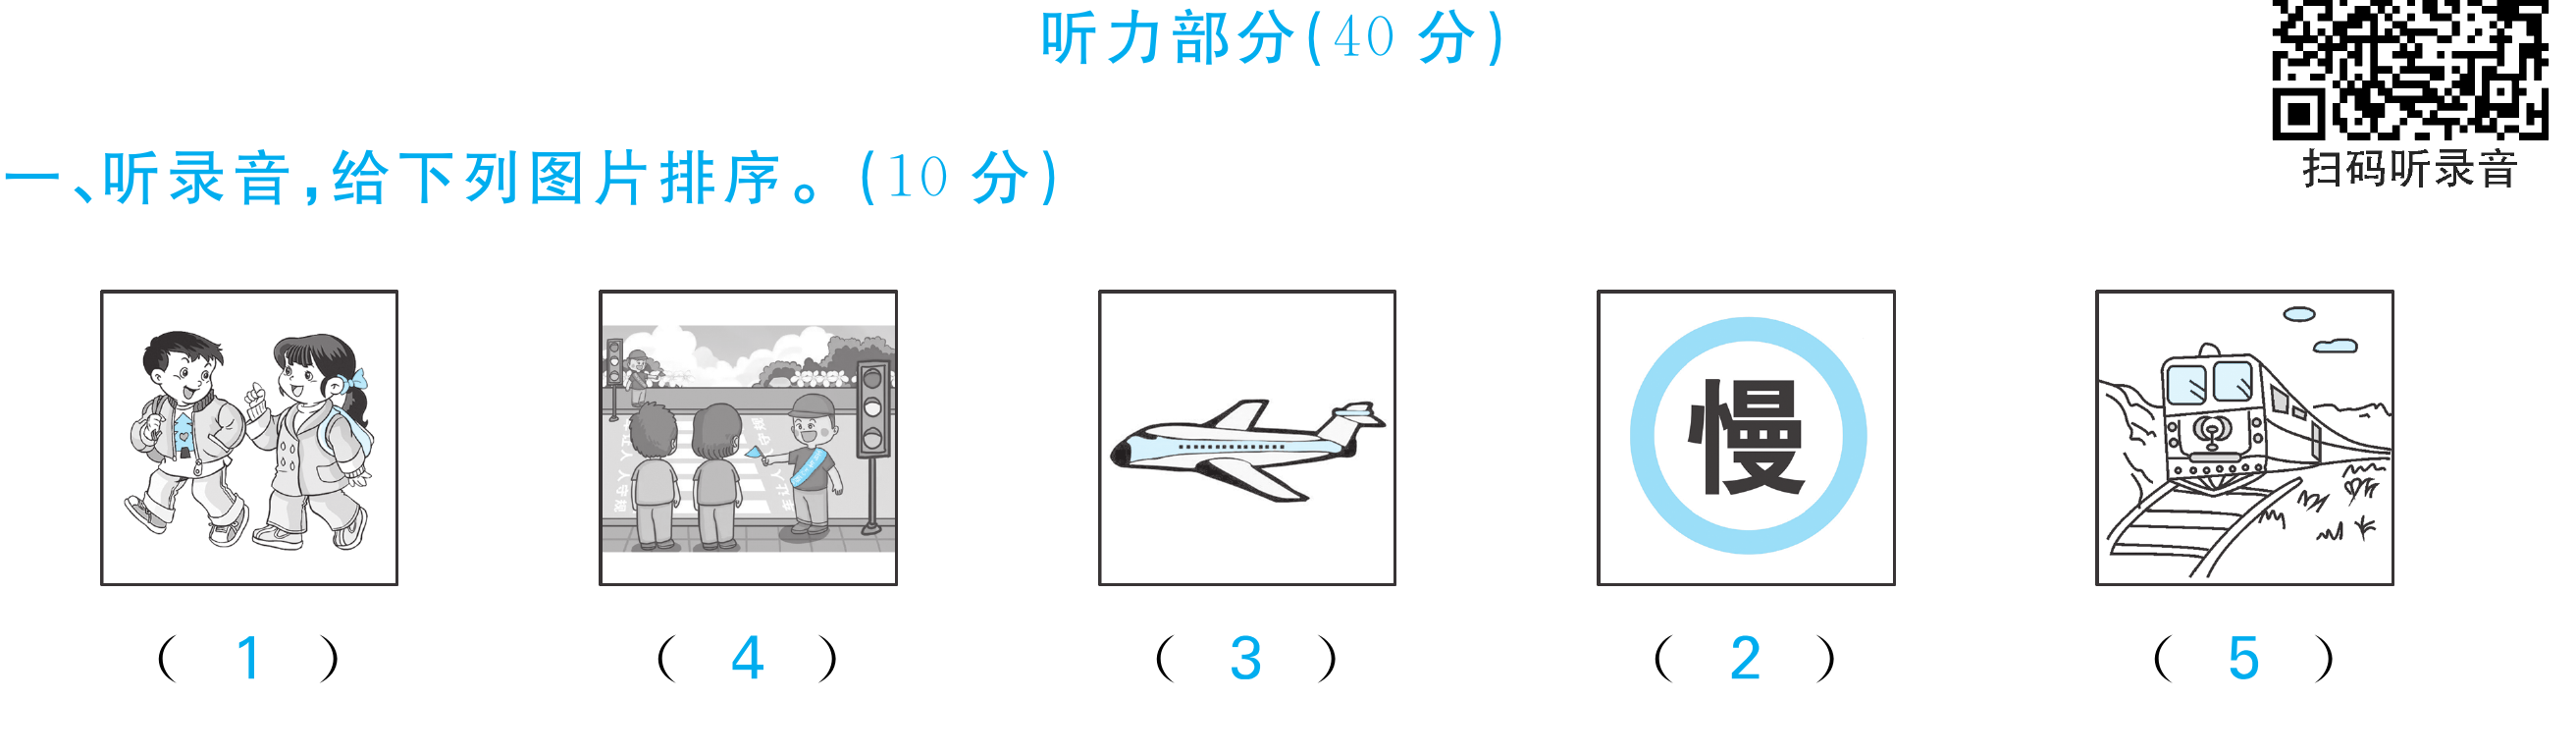 听力部分(40 分)
扫码听录音
一、听录音,给下列图片排序。(10 分)
慢
( 1 ) ( 4 ) ( 3 ) ( 2 ) ( 5 )